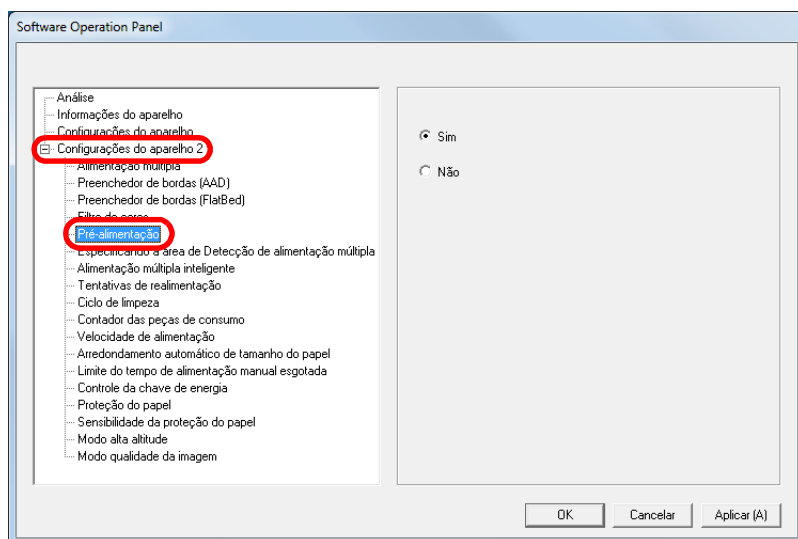 Software Operation Panel
Análise
Informações do aparelho
Configurações do aparelho
Configurações do aparelho 2
Alimentação múltipla
Preenchedor de bordas (AAD)
Preenchedor de bordas (FlatBed)
Filtro de cores
Pré-alimentação
Especificando a área de Detecção de alimentação múltipla
Alimentação múltipla inteligente
Tentativas de realimentação
Ciclo de limpeza
Contador das peças de consumo
Velocidade de alimentação
Arredondamento automático de tamanho do papel
Limite do tempo de alimentação manual esgotada
Controle da chave de energia
Proteção do papel
Sensibilidade da proteção do papel
Modo alta altitude
Modo qualidade da imagem
Sim
Não
OK
Cancelar
Aplicar (A)